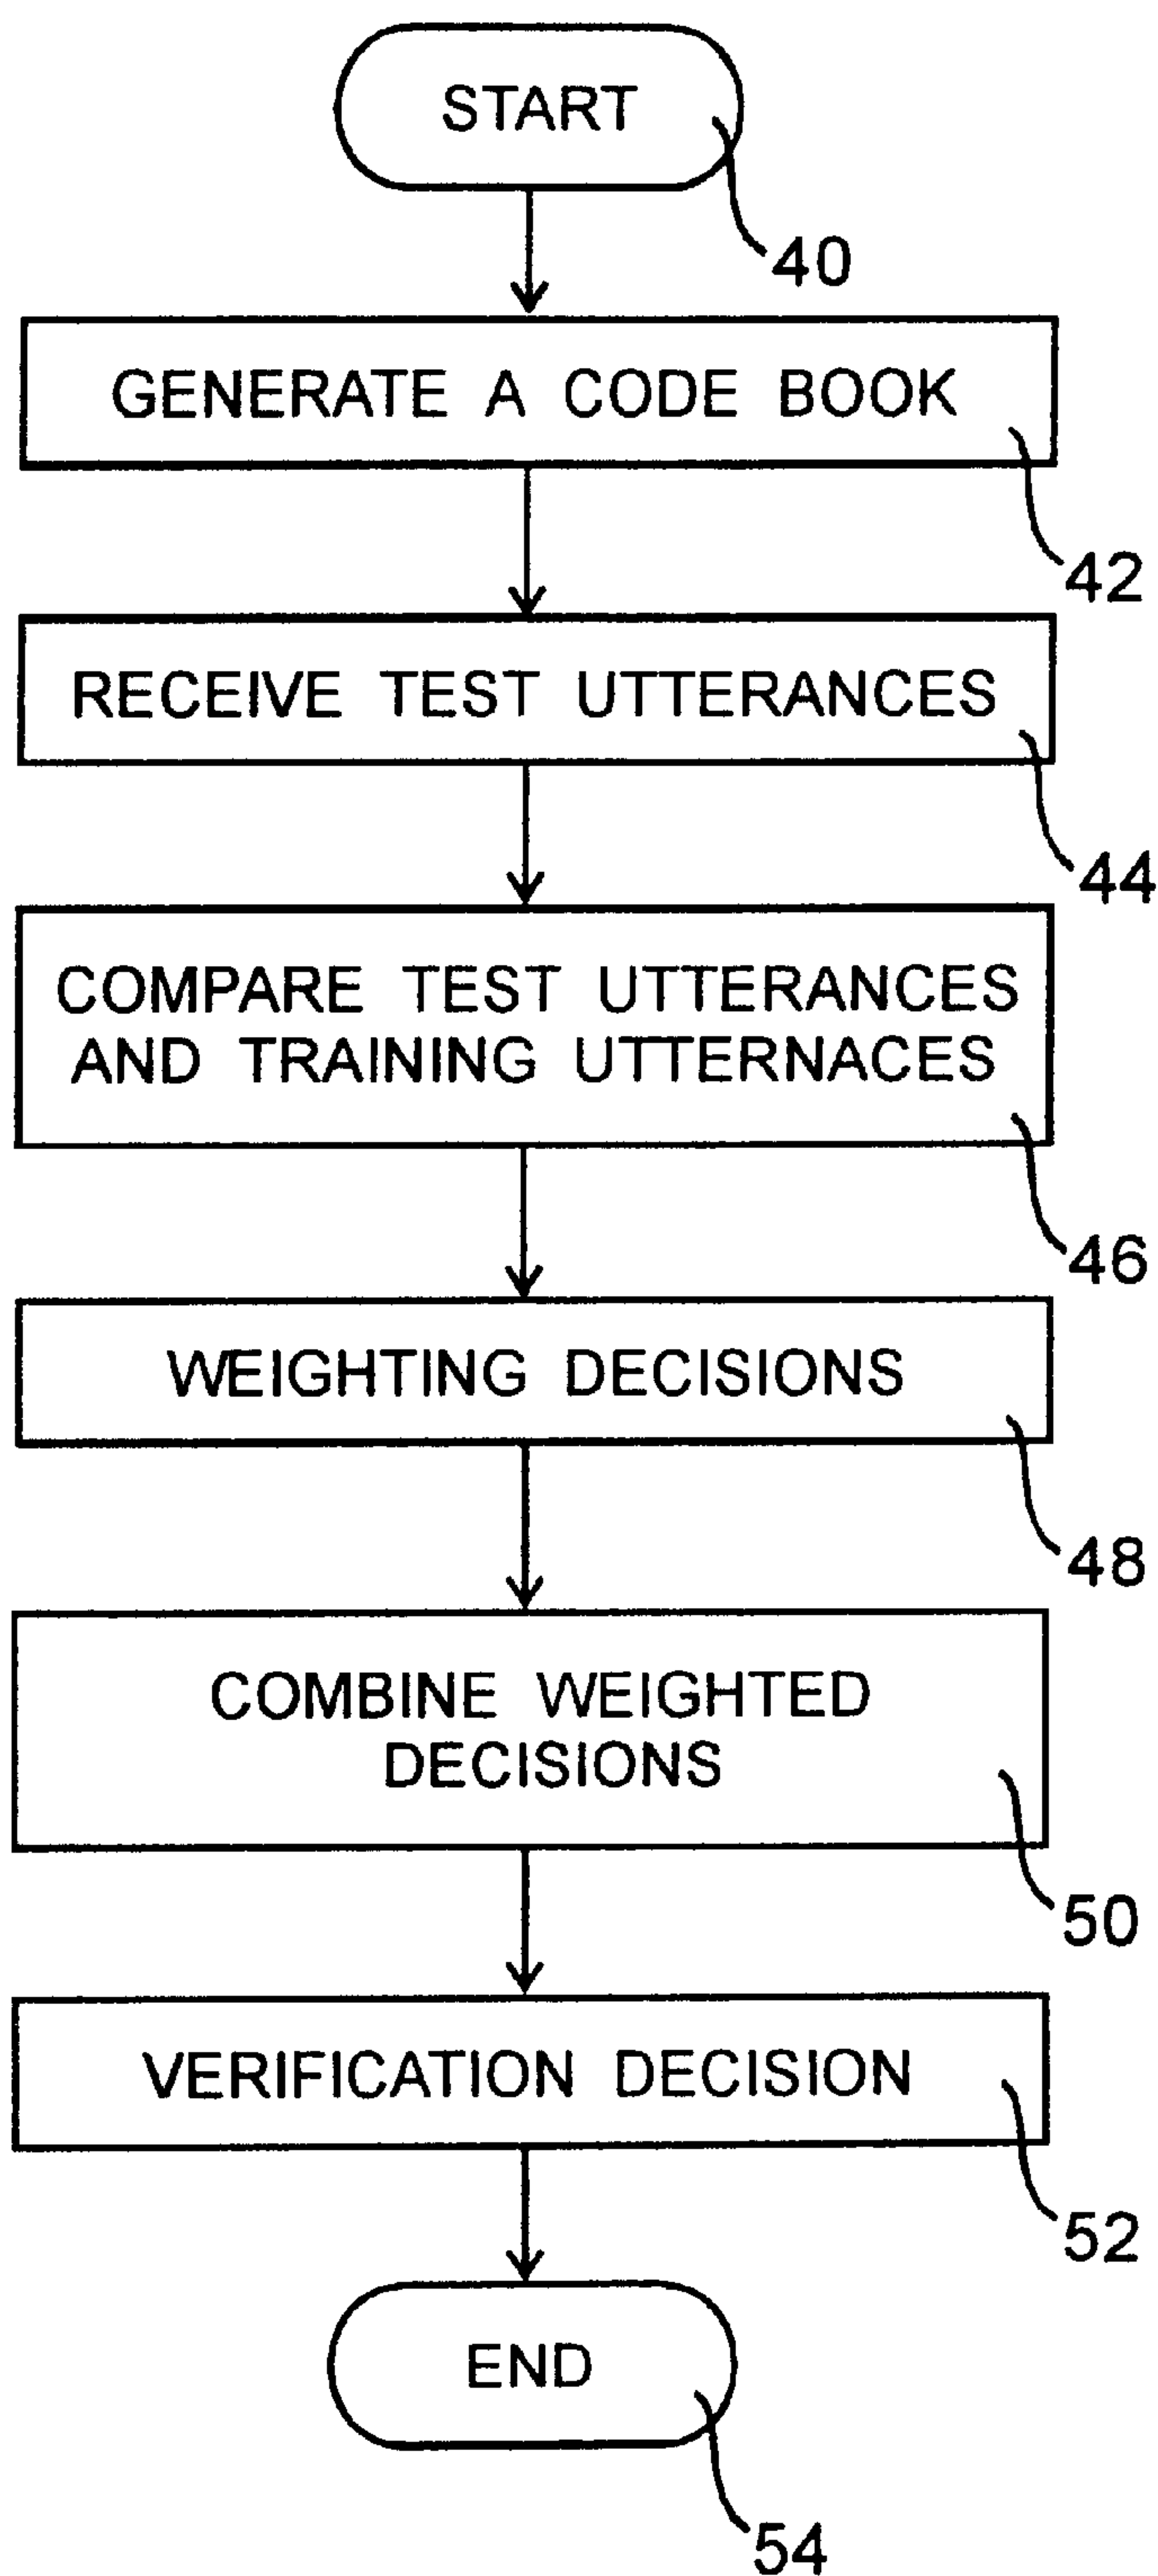 START
40
GENERATE A CODE BOOK
42
RECEIVE TEST UTTERANCES
44
COMPARE TEST UTTERANCES
AND TRAINING UTTERNACES
46
WEIGHTING DECISIONS
48
COMBINE WEIGHTED
DECISIONS
50
VERIFICATION DECISION
52
END
54